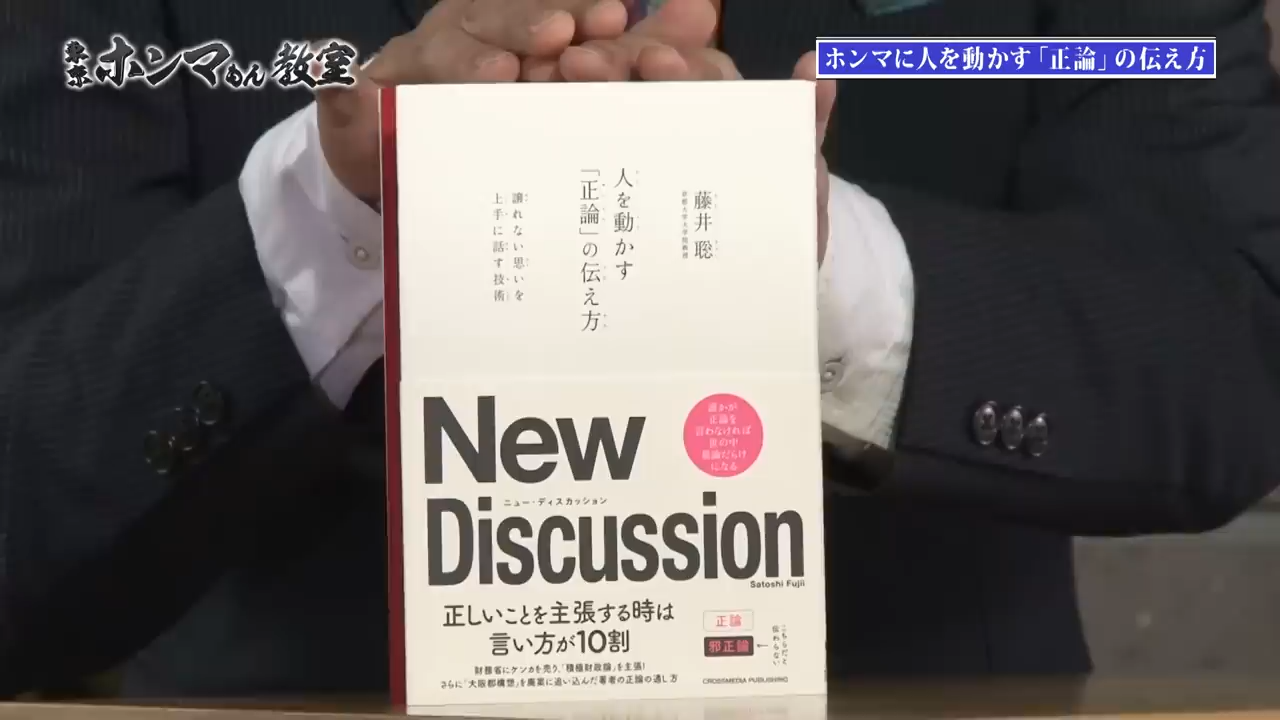 東京ホンマもん教室
ホンマに人を動かす「正論」の伝え方
藤井 聡
京都大学大学院教授
人を動かす
「正論」の伝え方
譲れない思いを
上手に話す技術
New
ニュー・ディスカッション
Discussion
Satoshi Fujii
誰かが
正論を
言わなければ
世の中
邪論だらけ
になる
正しいことを主張する時は
言い方が10割
正論
邪正論
こちらだと
伝わらない
財務省にケンカを売り、「積極財政論」を主張!
さらに「大阪都構想」を廃案に追い込んだ著者の正論の通し方
CROSSMEDIA PUBLISHING